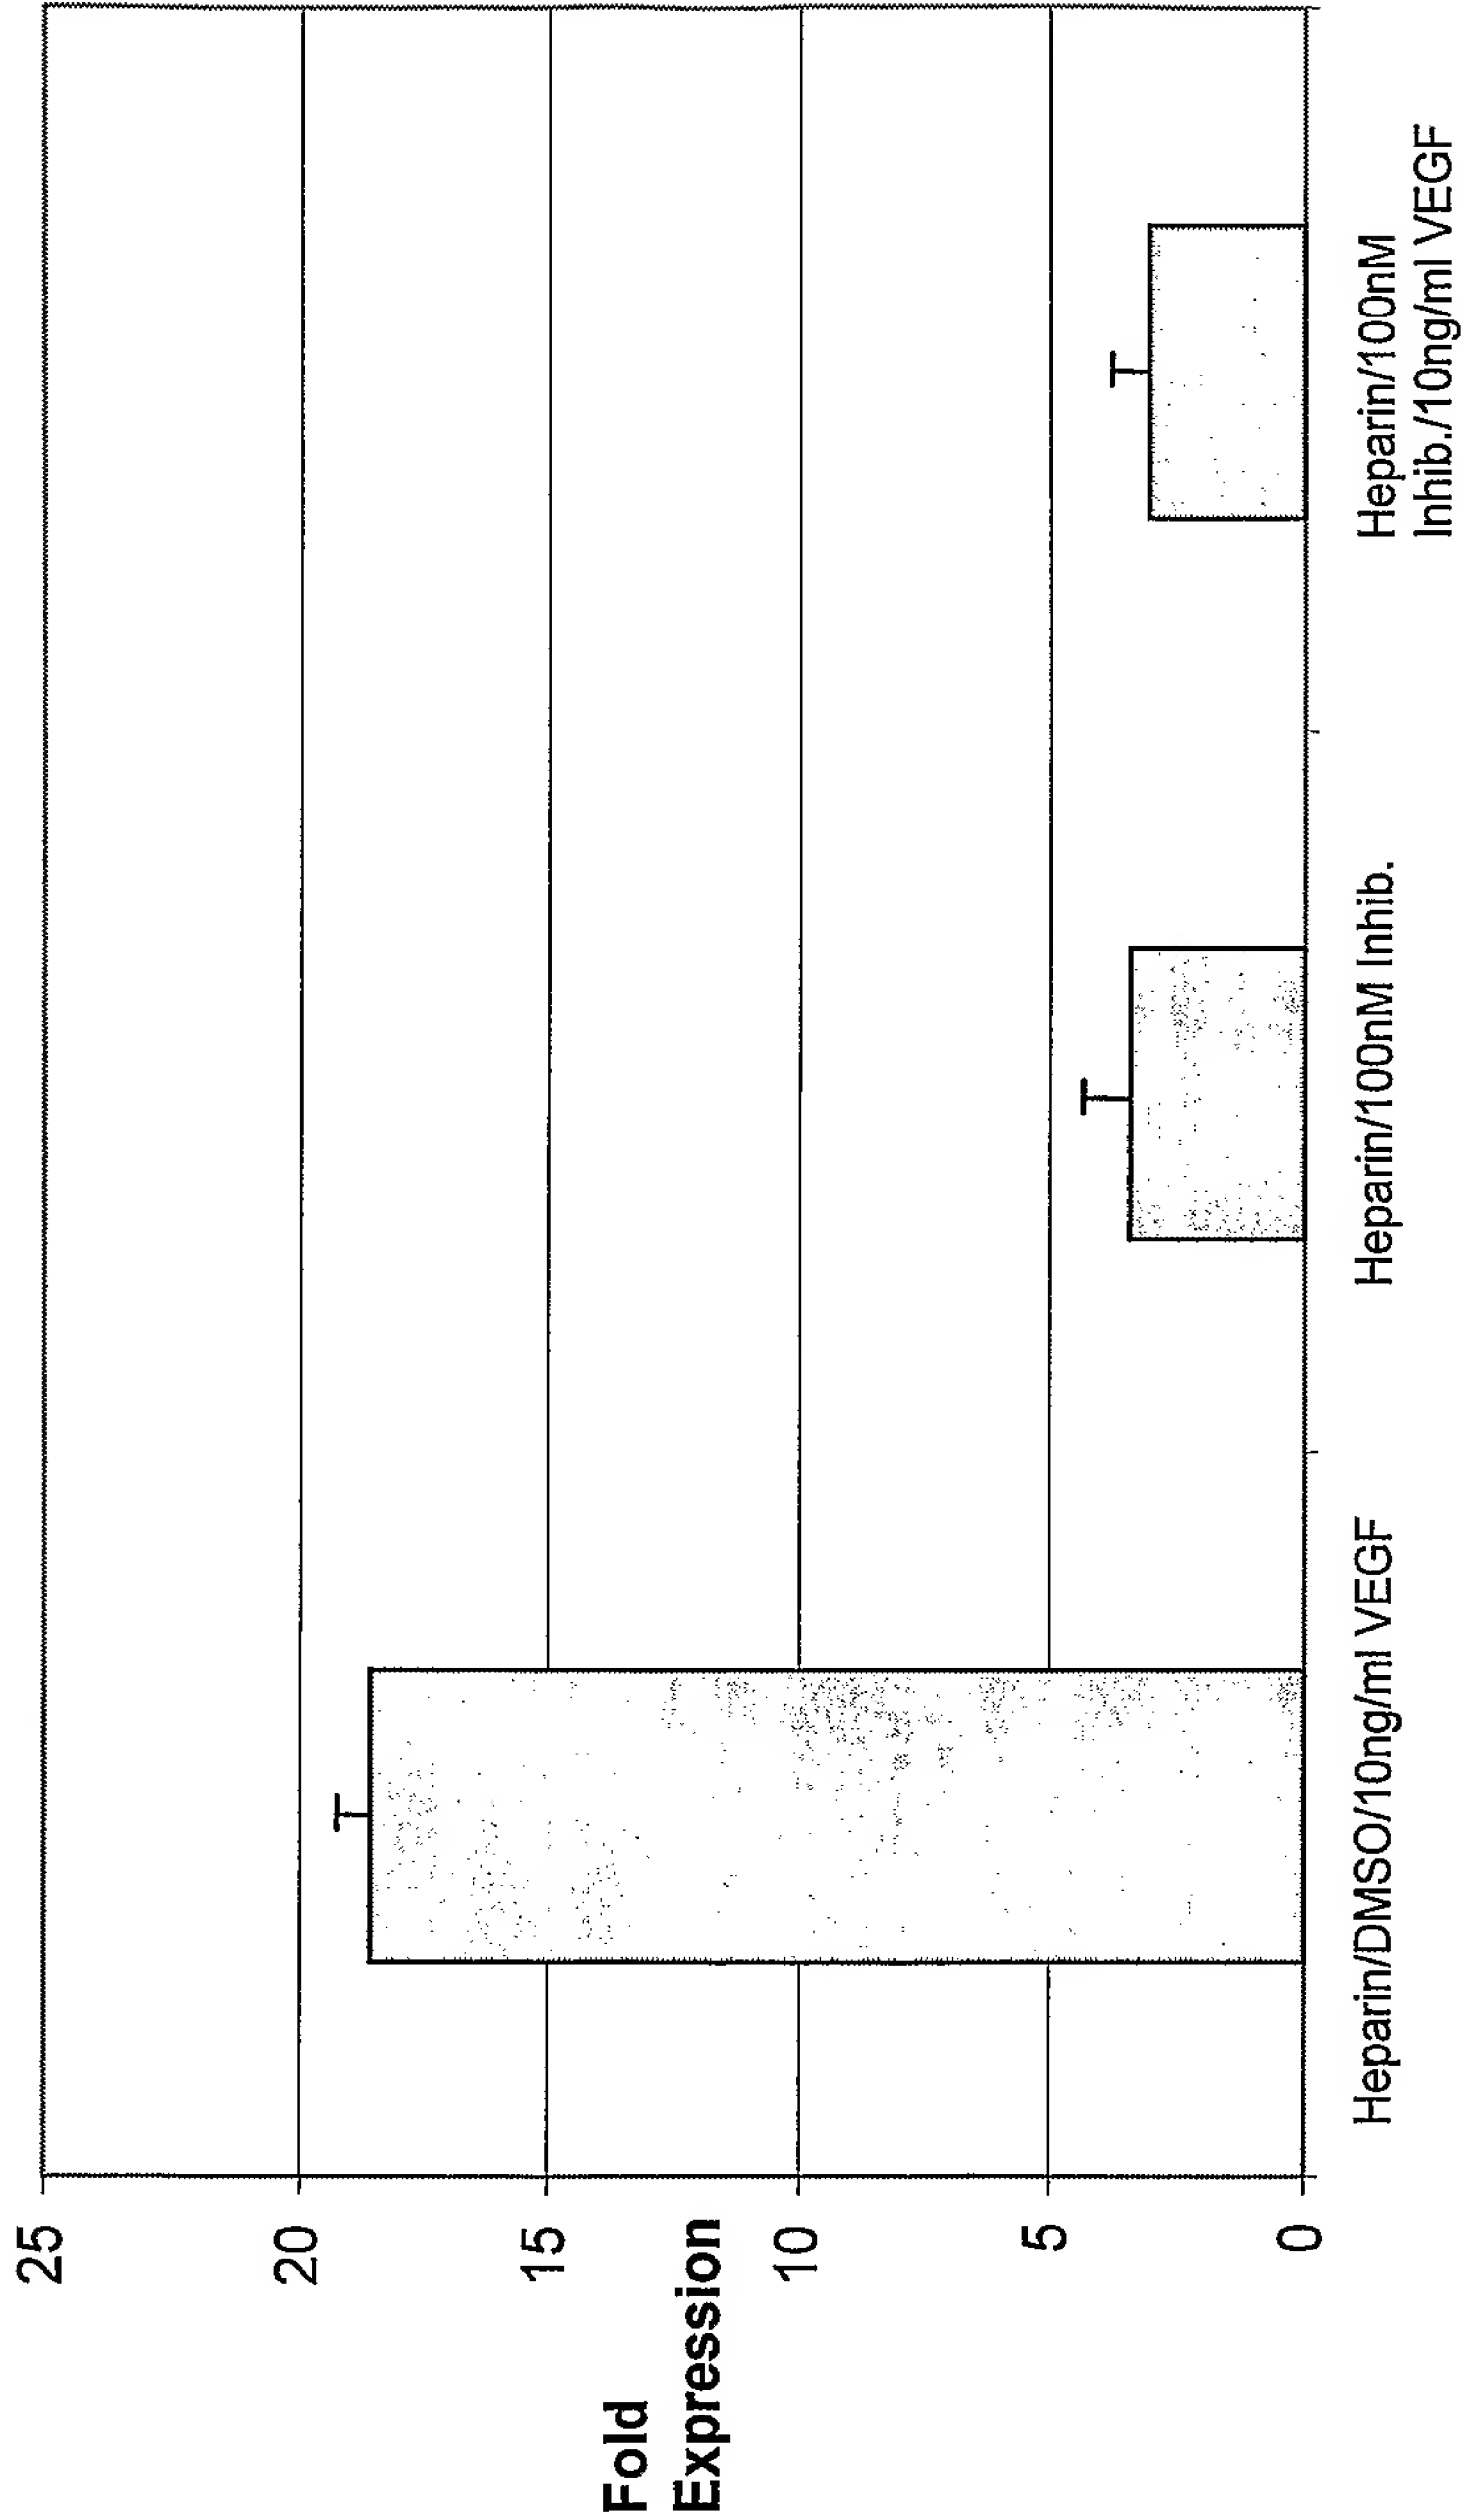 25
20
15
10
5
0
Fold
Expression
Heparin/DMSO/10ng/ml VEGF
Heparin/100nM Inhib.
Heparin/100nM
Inhib./10ng/ml VEGF